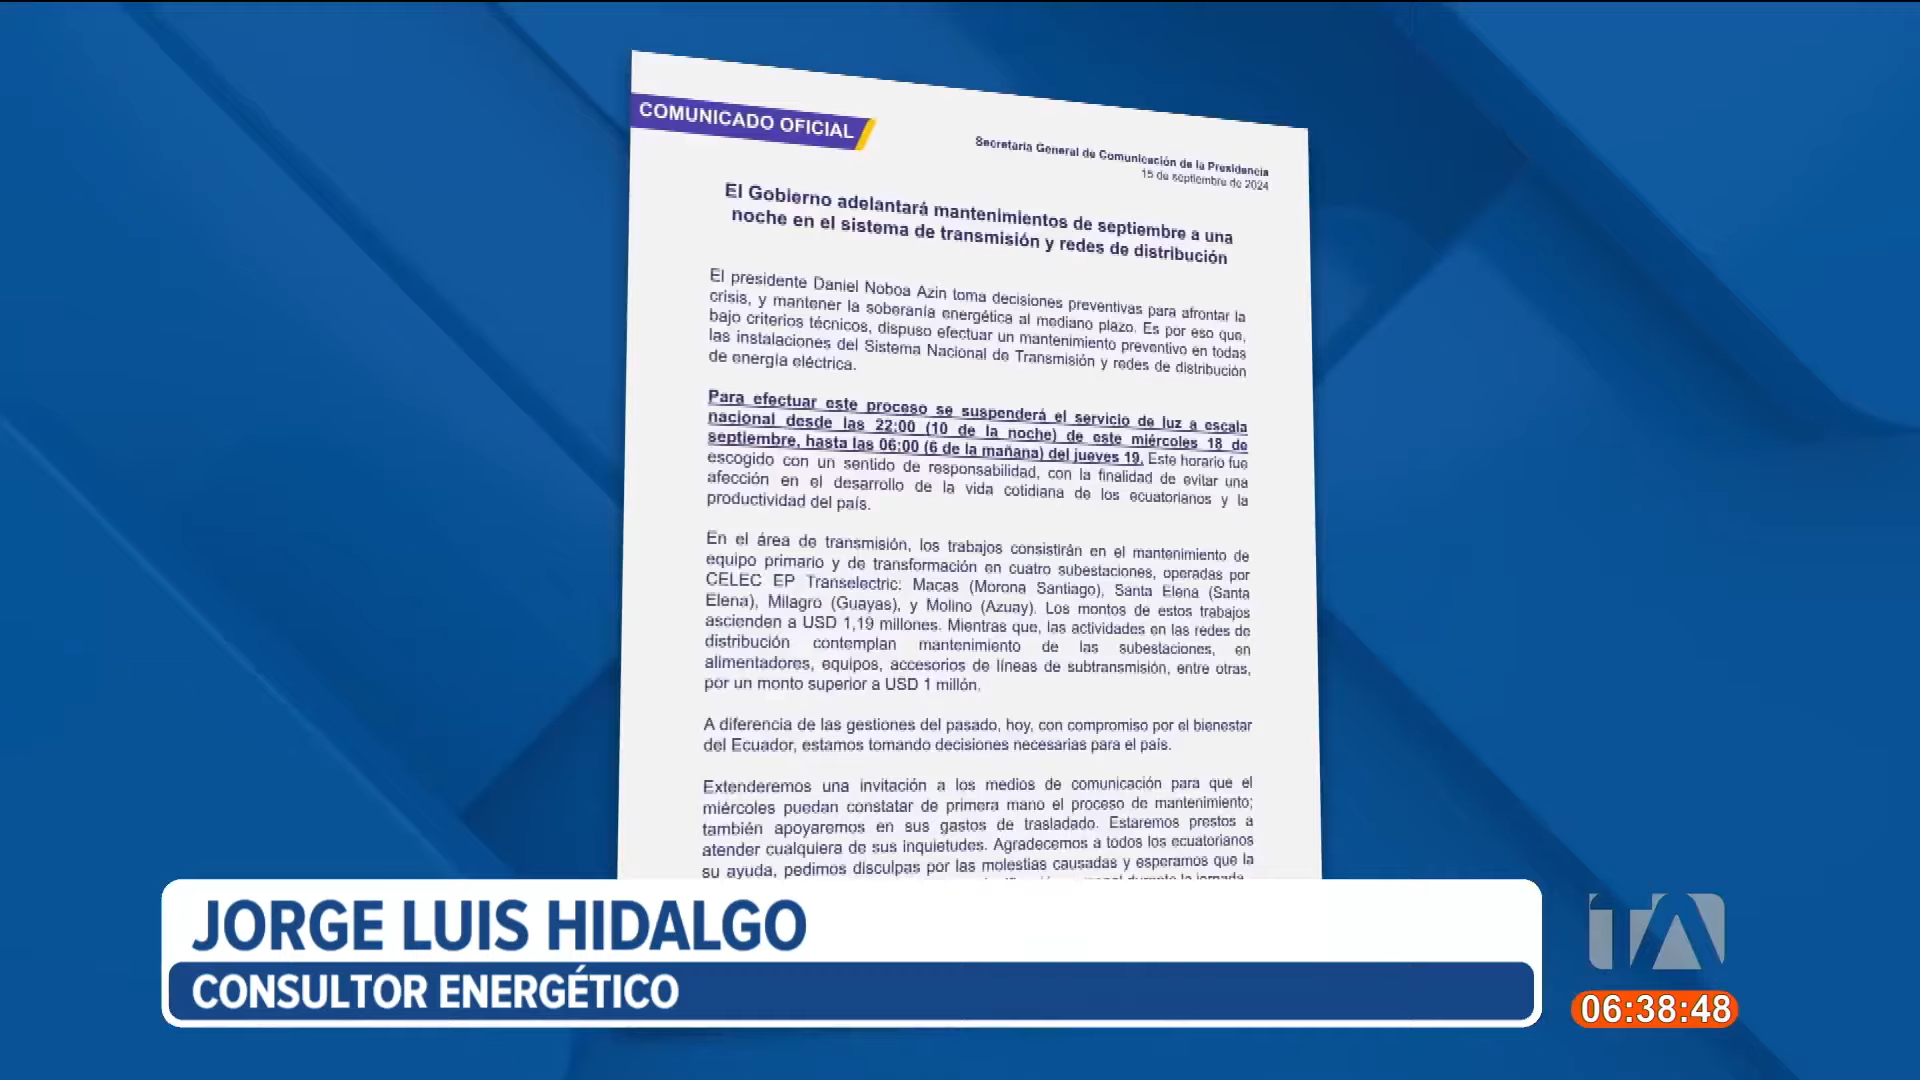 COMUNICADO OFICIAL
Secretaría General de Comunicación de la Presidencia
15 de septiembre de 2024
El Gobierno adelantará mantenimientos de septiembre a una
noche en el sistema de transmisión y redes de distribución
El presidente Daniel Noboa Azin toma decisiones preventivas para afrontar la
crisis, y mantener la soberanía energética al mediano plazo. Es por eso que,
bajo criterios técnicos, dispuso efectuar un mantenimiento preventivo en todas
las instalaciones del Sistema Nacional de Transmisión y redes de distribución
de energía eléctrica.
Para efectuar este proceso se suspenderá el servicio de luz a escala
nacional desde las 22:00 (10 de la noche) de este miércoles 18 de
septiembre, hasta las 06:00 (6 de la mañana) del jueves 19. Este horario fue
escogido con un sentido de responsabilidad, con la finalidad de evitar una
afección en el desarrollo de la vida cotidiana de los ecuatorianos y la
productividad del país.
En el área de transmisión, los trabajos consistirán en el mantenimiento de
equipo primario y de transformación en cuatro subestaciones, operadas por
CELEC EP Transelectric: Macas (Morona Santiago), Santa Elena (Santa
Elena), Milagro (Guayas), y Molino (Azuay). Los montos de estos trabajos
ascienden a USD 1,19 millones. Mientras que, las actividades en las redes de
distribución contemplan mantenimiento de las subestaciones, en
alimentadores, equipos, accesorios de líneas de subtransmisión, entre otras,
por un monto superior a USD 1 millón.
A diferencia de las gestiones del pasado, hoy, con compromiso por el bienestar
del Ecuador, estamos tomando decisiones necesarias para el país.
Extenderemos una invitación a los medios de comunicación para que el
miércoles puedan constatar de primera mano el proceso de mantenimiento;
también apoyaremos en sus gastos de trasladado. Estaremos prestos a
atender cualquiera de sus inquietudes. Agradecemos a todos los ecuatorianos
su ayuda, pedimos disculpas por las molestias causadas y esperamos que la
durante la jornada
JORGE LUIS HIDALGO
CONSULTOR ENERGÉTICO
TA
06:38:48